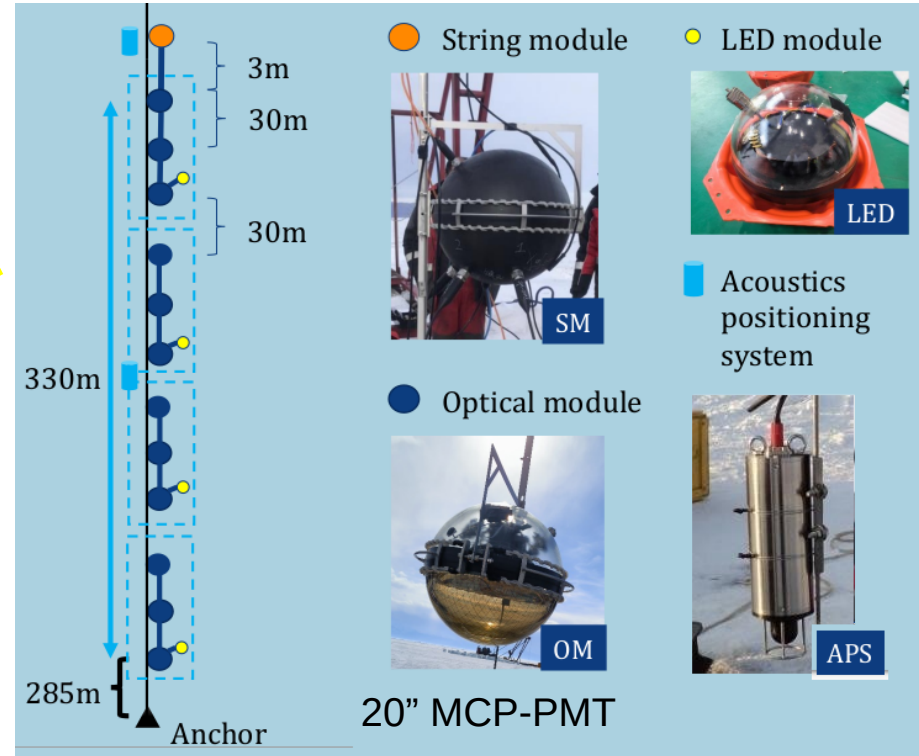 String module
LED module
3m
30m
30m
LED
SM
Acoustics
positioning
system
330m
Optical module
OM
APS
285m
Anchor
20” MCP-PMT